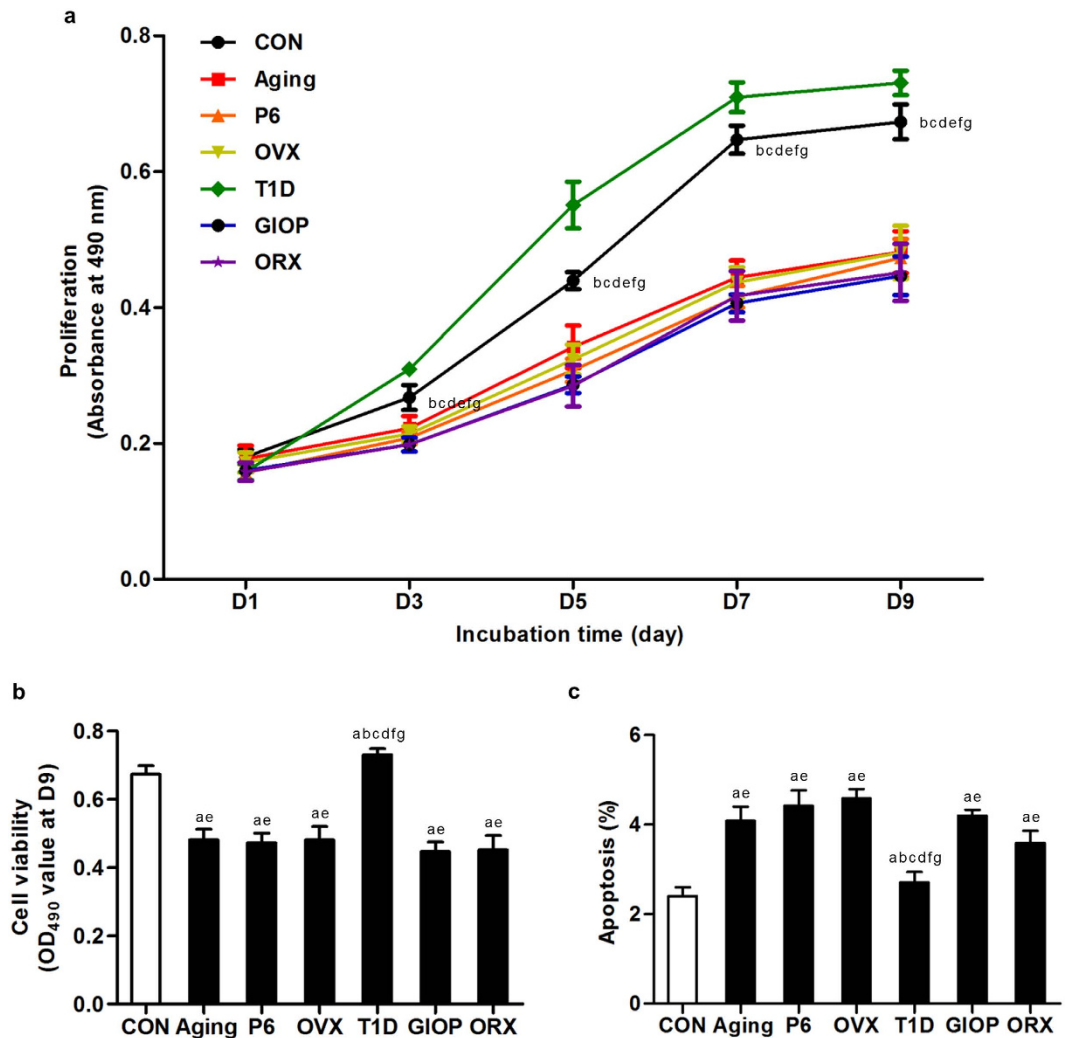 a
Proliferation
(Absorbance at 490 nm)
0.8
0.6
0.4
0.2
0.0
CON
Aging
P6
OVX
T1D
GIOP
ORX
bcdefg
bcdefg
bcdefg
bcdefg
D1 D3 D5 D7 D9
Incubation time (day)
b
Cell viability
(OD490 value at D9)
0.8
0.6
0.4
0.2
0.0
ae ae ae abcdfg ae ae
CON Aging P6 OVX T1D GIOP ORX
c
Apoptosis (%)
6
4
2
0
ae ae ae abcdfg ae ae
CON Aging P6 OVX T1D GIOP ORX